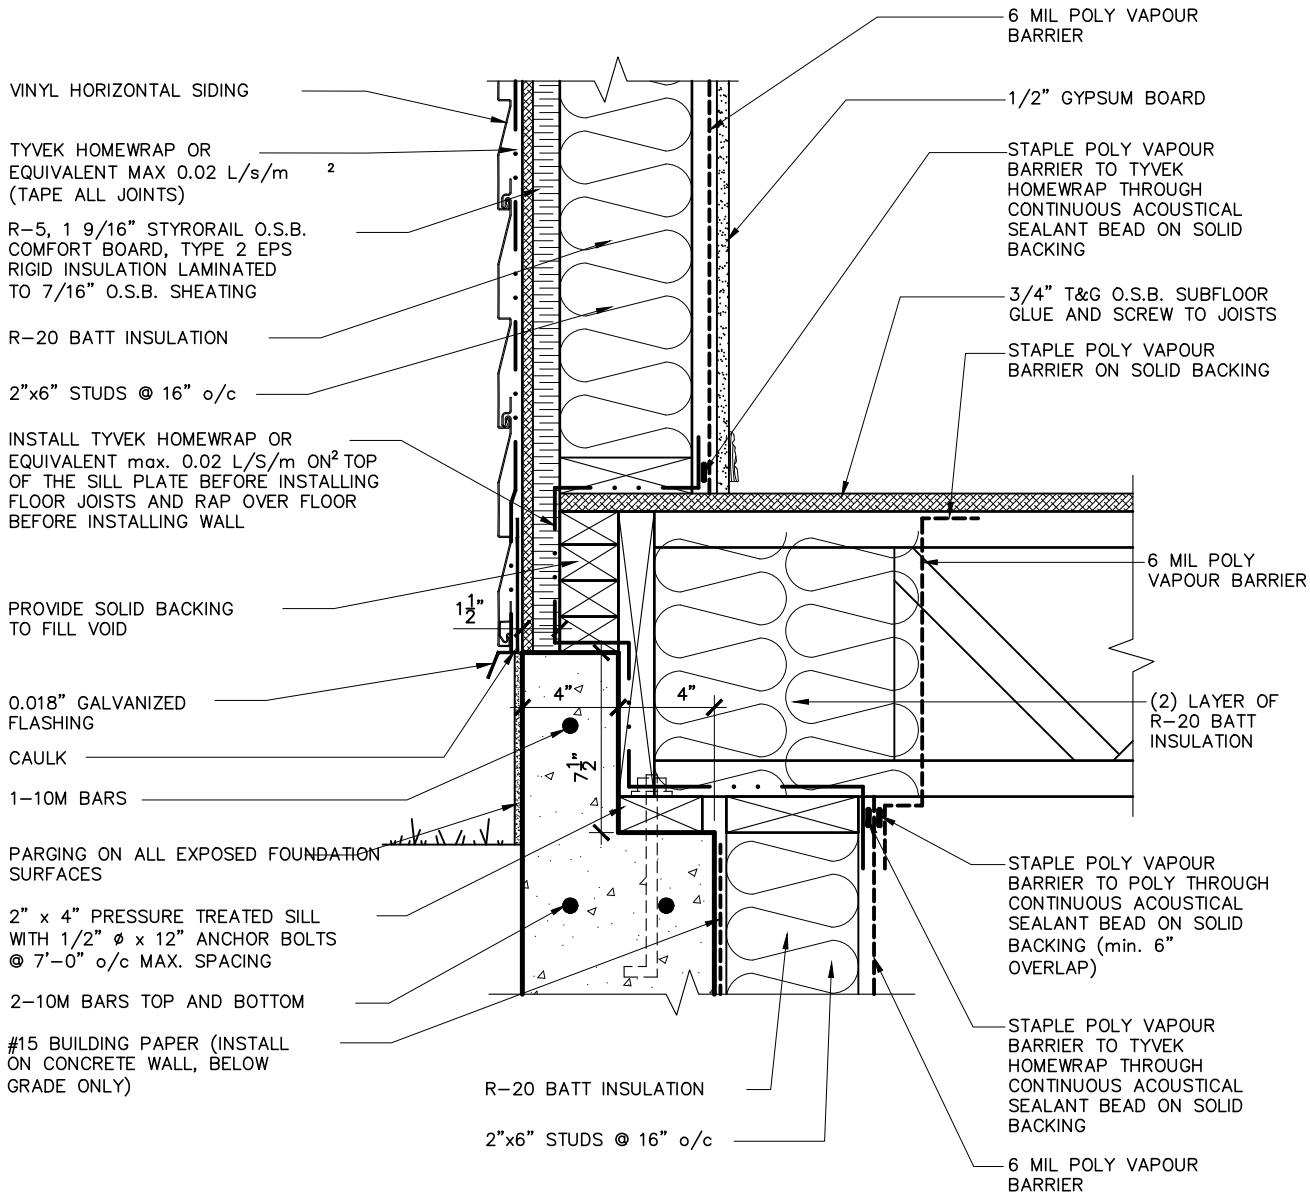 VINYL HORIZONTAL SIDING
TYVEK HOMEWRAP OR
EQUIVALENT MAX 0.02 L/s/m ²
(TAPE ALL JOINTS)
R-5, 1 9/16" STYRORAIL O.S.B.
COMFORT BOARD, TYPE 2 EPS
RIGID INSULATION LAMINATED
TO 7/16" O.S.B. SHEATING
R-20 BATT INSULATION
2"x6" STUDS @ 16" o/c
INSTALL TYVEK HOMEWRAP OR
EQUIVALENT max. 0.02 L/S/m ON² TOP
OF THE SILL PLATE BEFORE INSTALLING
FLOOR JOISTS AND RAP OVER FLOOR
BEFORE INSTALLING WALL
PROVIDE SOLID BACKING
TO FILL VOID
0.018" GALVANIZED
FLASHING
CAULK
1-10M BARS
PARGING ON ALL EXPOSED FOUNDATION
SURFACES
2" x 4" PRESSURE TREATED SILL
WITH 1/2" ø x 12" ANCHOR BOLTS
@ 7'-0" o/c MAX. SPACING
2-10M BARS TOP AND BOTTOM
#15 BUILDING PAPER (INSTALL
ON CONCRETE WALL, BELOW
GRADE ONLY)
1 1/2"
4"
4"
7 1/2"
R-20 BATT INSULATION
2"x6" STUDS @ 16" o/c
6 MIL POLY VAPOUR
BARRIER
1/2" GYPSUM BOARD
STAPLE POLY VAPOUR
BARRIER TO TYVEK
HOMEWRAP THROUGH
CONTINUOUS ACOUSTICAL
SEALANT BEAD ON SOLID
BACKING
3/4" T&G O.S.B. SUBFLOOR
GLUE AND SCREW TO JOISTS
STAPLE POLY VAPOUR
BARRIER ON SOLID BACKING
6 MIL POLY
VAPOUR BARRIER
(2) LAYER OF
R-20 BATT
INSULATION
STAPLE POLY VAPOUR
BARRIER TO POLY THROUGH
CONTINUOUS ACOUSTICAL
SEALANT BEAD ON SOLID
BACKING (min. 6"
OVERLAP)
STAPLE POLY VAPOUR
BARRIER TO TYVEK
HOMEWRAP THROUGH
CONTINUOUS ACOUSTICAL
SEALANT BEAD ON SOLID
BACKING
6 MIL POLY VAPOUR
BARRIER